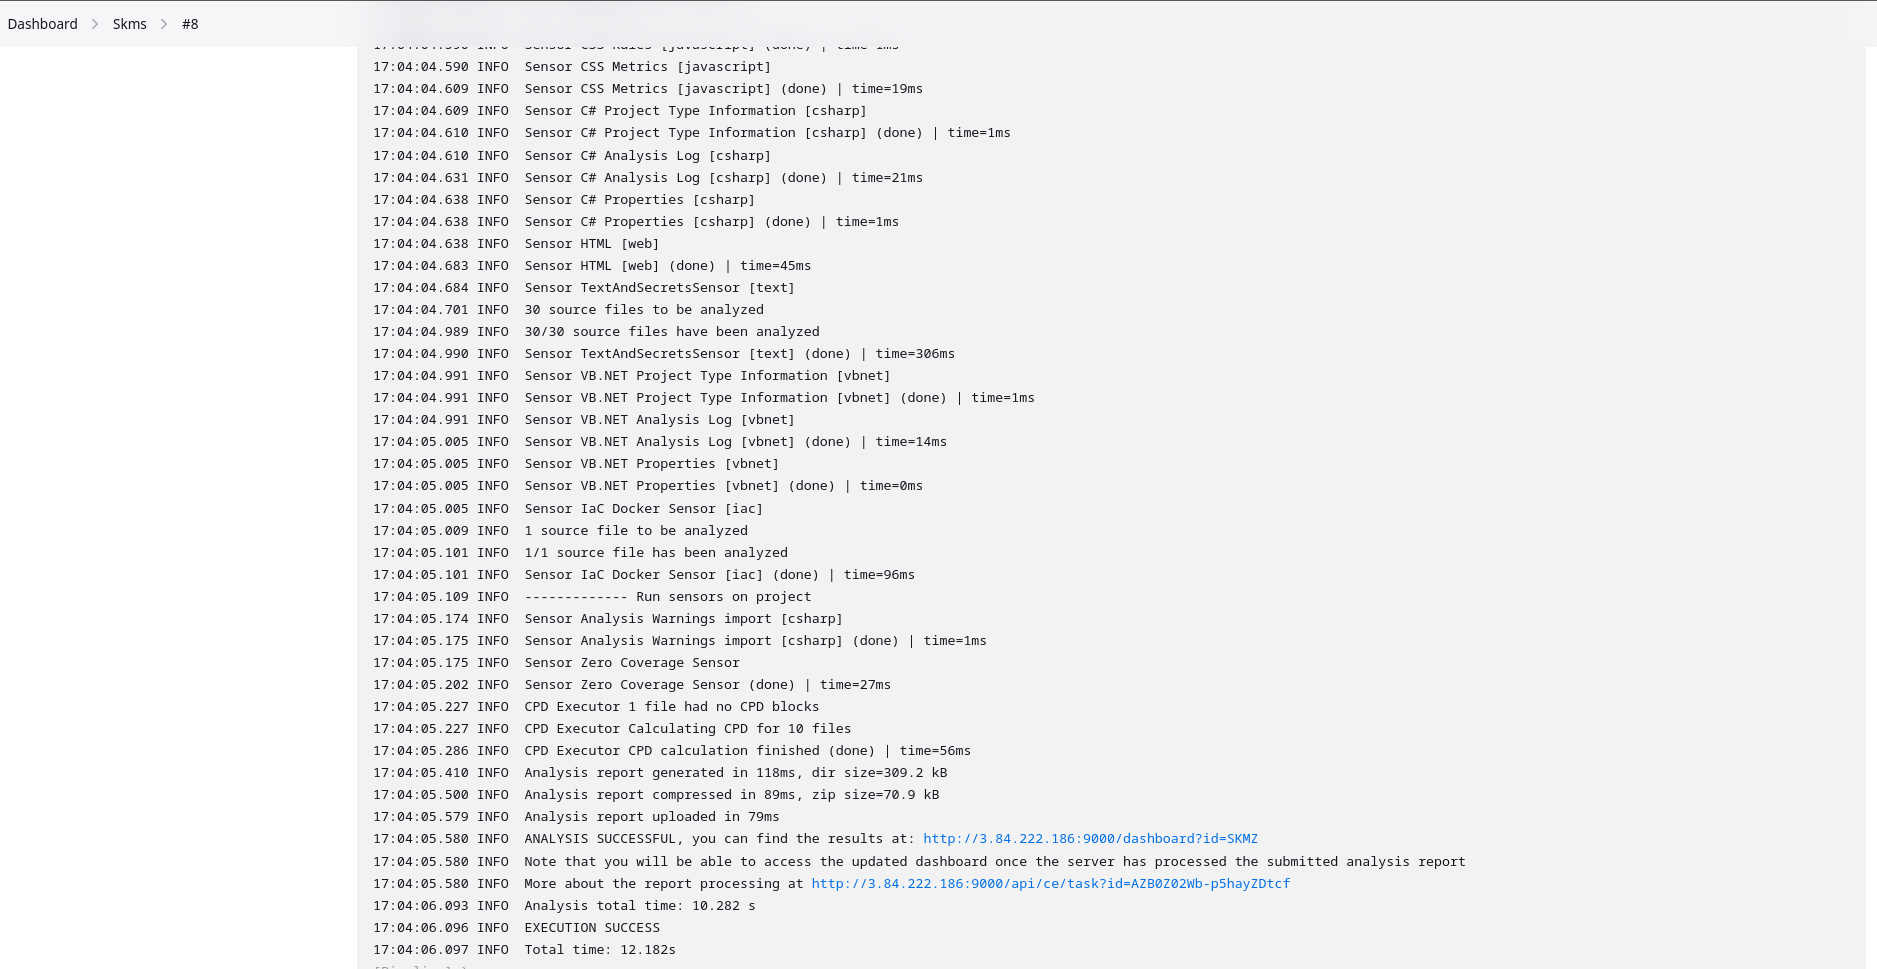 Dashboard > Skms > #8
17:04:04.590 INFO  Sensor CSS Rules [javascript] (done) | time=1ms
17:04:04.590 INFO  Sensor CSS Metrics [javascript]
17:04:04.609 INFO  Sensor CSS Metrics [javascript] (done) | time=19ms
17:04:04.609 INFO  Sensor C# Project Type Information [csharp]
17:04:04.610 INFO  Sensor C# Project Type Information [csharp] (done) | time=1ms
17:04:04.610 INFO  Sensor C# Analysis Log [csharp]
17:04:04.631 INFO  Sensor C# Analysis Log [csharp] (done) | time=21ms
17:04:04.638 INFO  Sensor C# Properties [csharp]
17:04:04.638 INFO  Sensor C# Properties [csharp] (done) | time=1ms
17:04:04.638 INFO  Sensor HTML [web]
17:04:04.683 INFO  Sensor HTML [web] (done) | time=45ms
17:04:04.684 INFO  Sensor TextAndSecretsSensor [text]
17:04:04.701 INFO  30 source files to be analyzed
17:04:04.989 INFO  30/30 source files have been analyzed
17:04:04.990 INFO  Sensor TextAndSecretsSensor [text] (done) | time=306ms
17:04:04.991 INFO  Sensor VB.NET Project Type Information [vbnet]
17:04:04.991 INFO  Sensor VB.NET Project Type Information [vbnet] (done) | time=1ms
17:04:04.991 INFO  Sensor VB.NET Analysis Log [vbnet]
17:04:05.005 INFO  Sensor VB.NET Analysis Log [vbnet] (done) | time=14ms
17:04:05.005 INFO  Sensor VB.NET Properties [vbnet]
17:04:05.005 INFO  Sensor VB.NET Properties [vbnet] (done) | time=0ms
17:04:05.005 INFO  Sensor IaC Docker Sensor [iac]
17:04:05.009 INFO  1 source file to be analyzed
17:04:05.101 INFO  1/1 source file has been analyzed
17:04:05.101 INFO  Sensor IaC Docker Sensor [iac] (done) | time=96ms
17:04:05.109 INFO  ------------- Run sensors on project
17:04:05.174 INFO  Sensor Analysis Warnings import [csharp]
17:04:05.175 INFO  Sensor Analysis Warnings import [csharp] (done) | time=1ms
17:04:05.175 INFO  Sensor Zero Coverage Sensor
17:04:05.202 INFO  Sensor Zero Coverage Sensor (done) | time=27ms
17:04:05.227 INFO  CPD Executor 1 file had no CPD blocks
17:04:05.227 INFO  CPD Executor Calculating CPD for 10 files
17:04:05.286 INFO  CPD Executor CPD calculation finished (done) | time=56ms
17:04:05.410 INFO  Analysis report generated in 118ms, dir size=309.2 kB
17:04:05.500 INFO  Analysis report compressed in 89ms, zip size=70.9 kB
17:04:05.579 INFO  Analysis report uploaded in 79ms
17:04:05.580 INFO  ANALYSIS SUCCESSFUL, you can find the results at: http://3.84.222.186:9000/dashboard?id=SKMZ
17:04:05.580 INFO  Note that you will be able to access the updated dashboard once the server has processed the submitted analysis report
17:04:05.580 INFO  More about the report processing at http://3.84.222.186:9000/api/ce/task?id=AZB0Z02Wb-p5hayZDtcf
17:04:06.093 INFO  Analysis total time: 10.282 s
17:04:06.096 INFO  EXECUTION SUCCESS
17:04:06.097 INFO  Total time: 12.182s